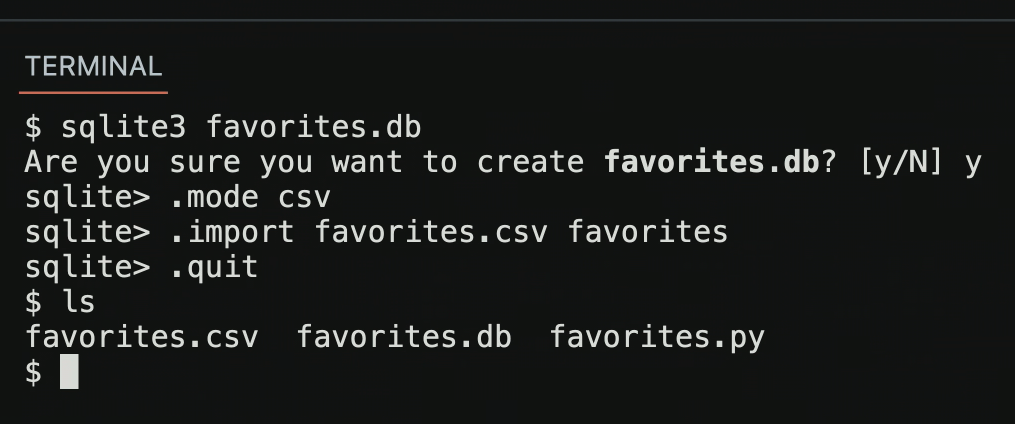 TERMINAL
$ sqlite3 favorites.db
Are you sure you want to create favorites.db? [y/N] y
sqlite> .mode csv
sqlite> .import favorites.csv favorites
sqlite> .quit
$ ls
favorites.csv  favorites.db  favorites.py
$